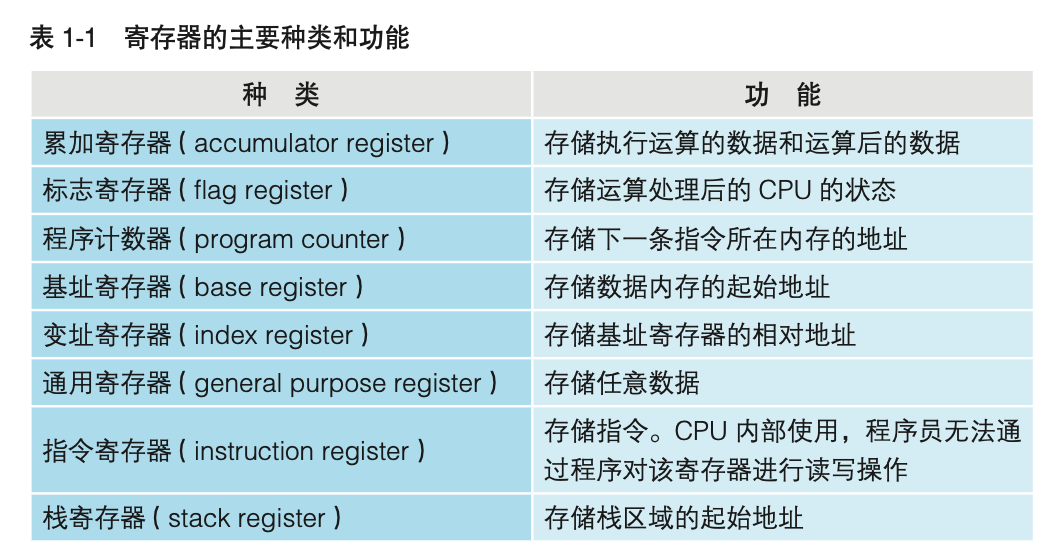 表 1-1 寄存器的主要种类和功能
种 类 功 能
累加寄存器（accumulator register） 存储执行运算的数据和运算后的数据
标志寄存器（flag register） 存储运算处理后的 CPU 的状态
程序计数器（program counter） 存储下一条指令所在内存的地址
基址寄存器（base register） 存储数据内存的起始地址
变址寄存器（index register） 存储基址寄存器的相对地址
通用寄存器（general purpose register） 存储任意数据
指令寄存器（instruction register） 存储指令。CPU 内部使用，程序员无法通
过程序对该寄存器进行读写操作
栈寄存器（stack register） 存储栈区域的起始地址